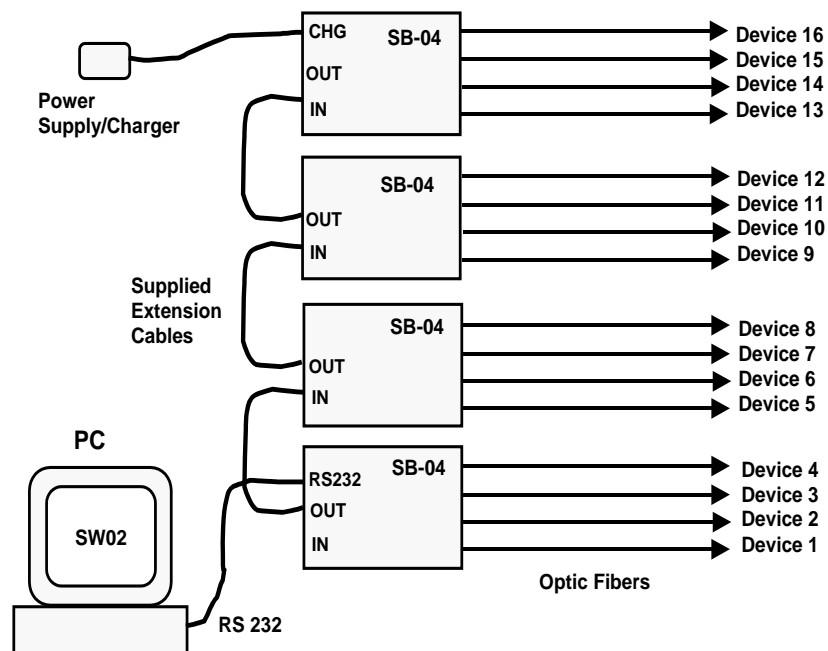 CHG
SB-04
OUT
IN
Device 16
Device 15
Device 14
Device 13
Power
Supply/Charger
SB-04
OUT
IN
Device 12
Device 11
Device 10
Device 9
Supplied
Extension
Cables
SB-04
OUT
IN
Device 8
Device 7
Device 6
Device 5
PC
SW02
RS 232
RS232
SB-04
OUT
IN
Device 4
Device 3
Device 2
Device 1
Optic Fibers